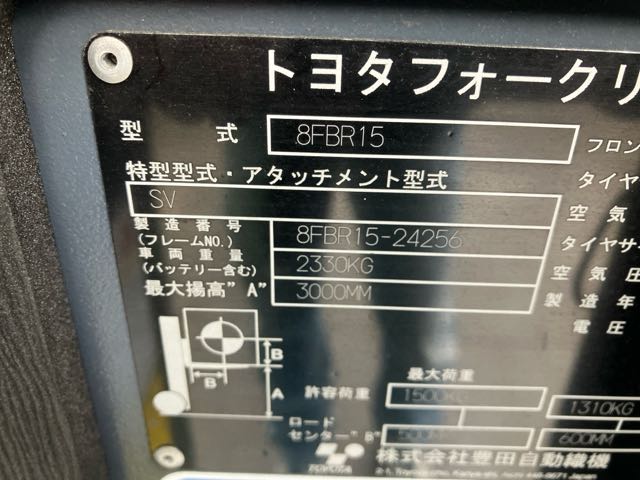 トヨタフォークリ
型 式 8FBR15 フロン
特型型式・アタッチメント型式 タイヤ
SV 空気
製造番号
(フレームNO.) 8FBR15-24256 タイヤサ
車両重量
(バッテリー含む) 2330KG 空気圧
最大揚高"A" 3000MM 製造年
電圧
B
B
A
最大荷重
許容荷重 1500KG 1310KG
ロード
センター"B" 500MM 600MM
TOYOTA 株式会社豊田自動織機